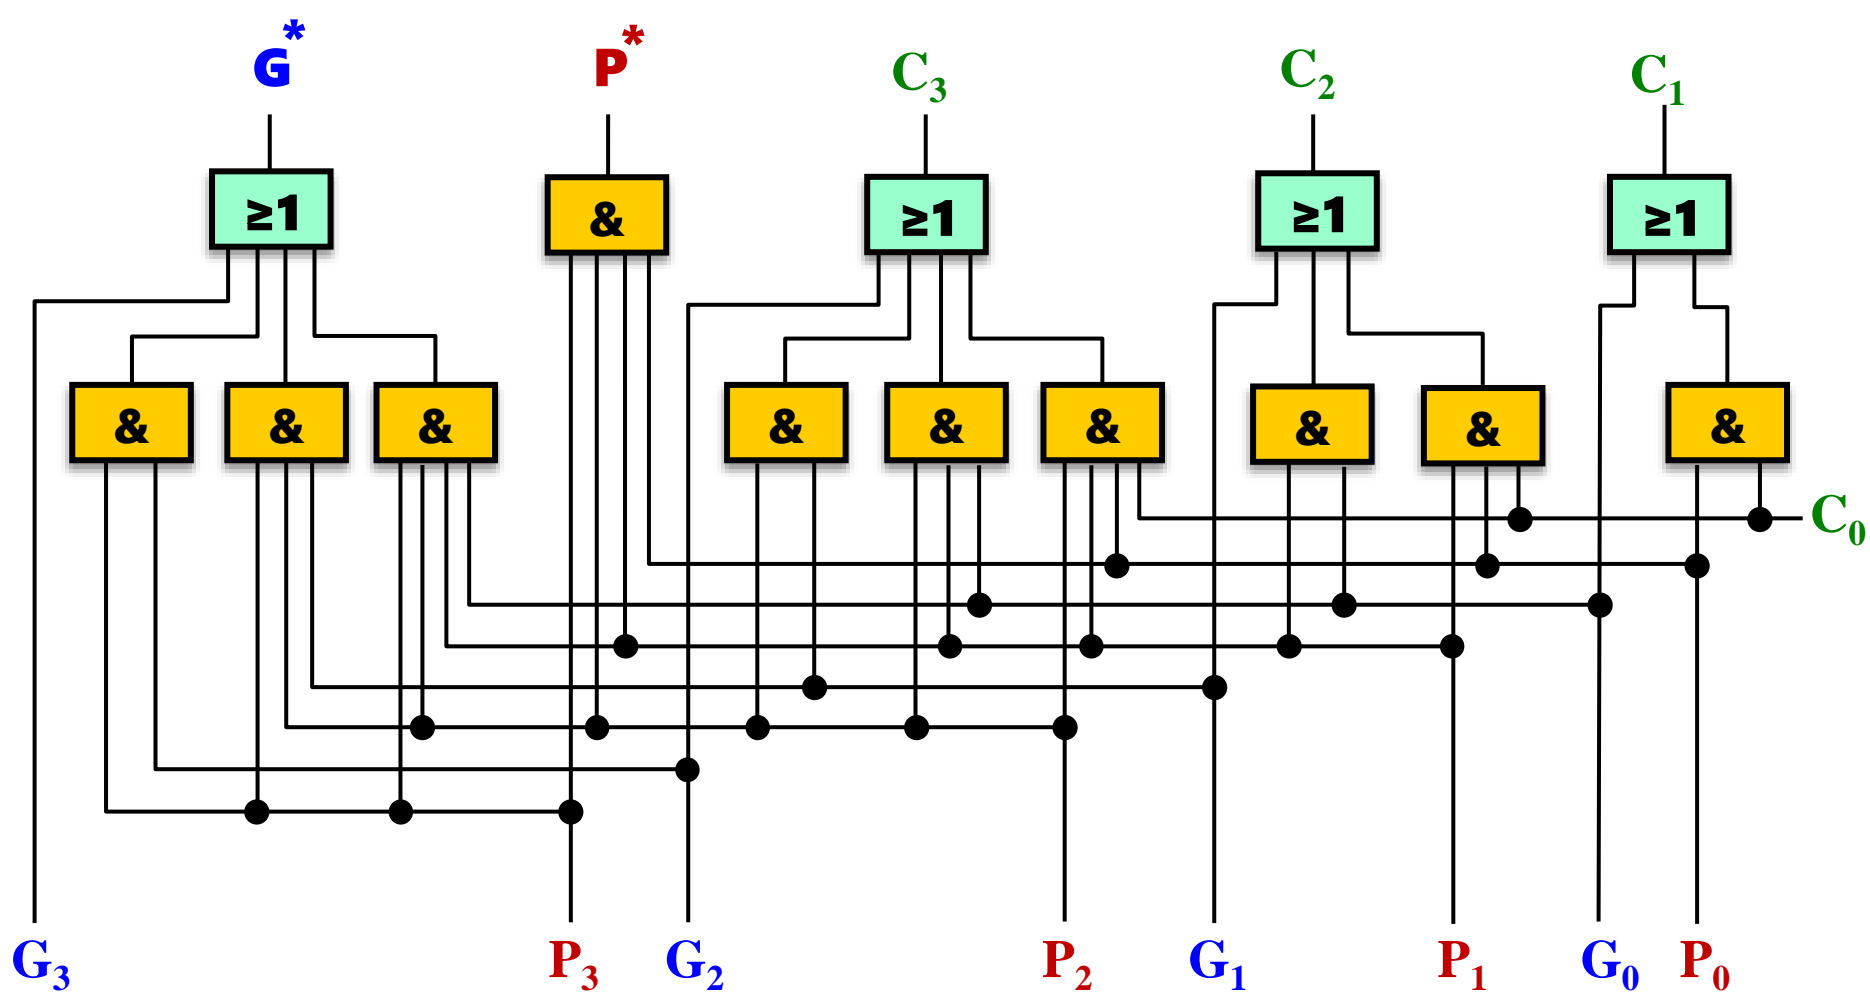 G* P* C₃ C₂ C₁
≥1 & ≥1 ≥1 ≥1
& & & & & & & & &
C₀
G₃ P₃ G₂ P₂ G₁ P₁ G₀ P₀